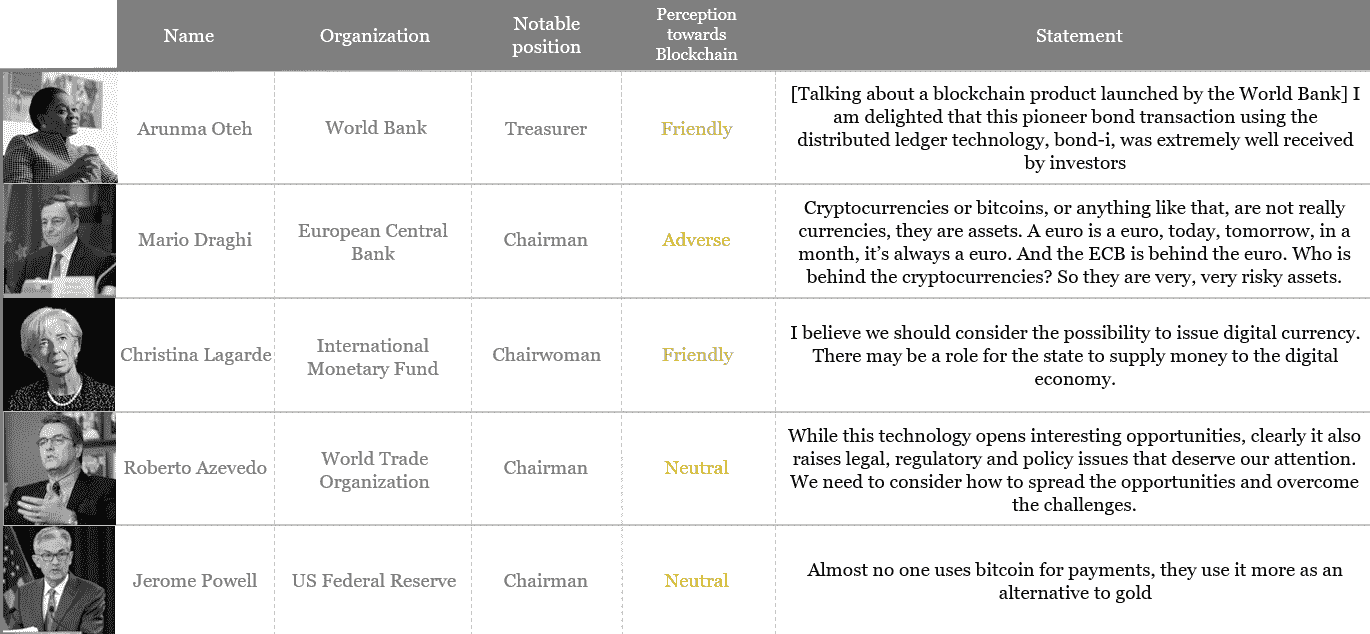 Name
Organization
Notable
position
Perception
towards
Blockchain
Statement
Arunma Oteh
World Bank
Treasurer
Friendly
[Talking about a blockchain product launched by the World Bank] I
am delighted that this pioneer bond transaction using the
distributed ledger technology, bond-i, was extremely well received
by investors
Mario Draghi
European Central
Bank
Chairman
Adverse
Cryptocurrencies or bitcoins, or anything like that, are not really
currencies, they are assets. A euro is a euro, today, tomorrow, in a
month, it’s always a euro. And the ECB is behind the euro. Who is
behind the cryptocurrencies? So they are very, very risky assets.
Christina Lagarde
International
Monetary Fund
Chairwoman
Friendly
I believe we should consider the possibility to issue digital currency.
There may be a role for the state to supply money to the digital
economy.
Roberto Azevedo
World Trade
Organization
Chairman
Neutral
While this technology opens interesting opportunities, clearly it also
raises legal, regulatory and policy issues that deserve our attention.
We need to consider how to spread the opportunities and overcome
the challenges.
Jerome Powell
US Federal Reserve
Chairman
Neutral
Almost no one uses bitcoin for payments, they use it more as an
alternative to gold